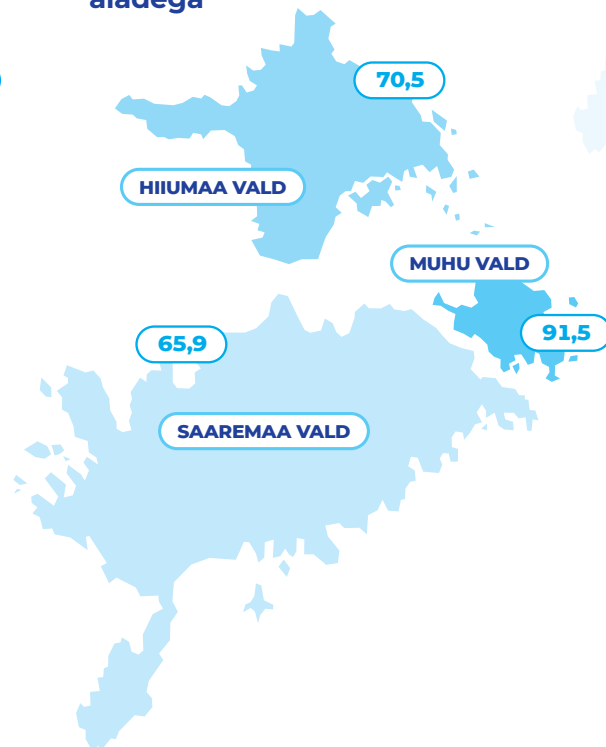 aladega
70,5
HIIUMAA VALD
MUHU VALD
91,5
65,9
SAAREMAA VALD